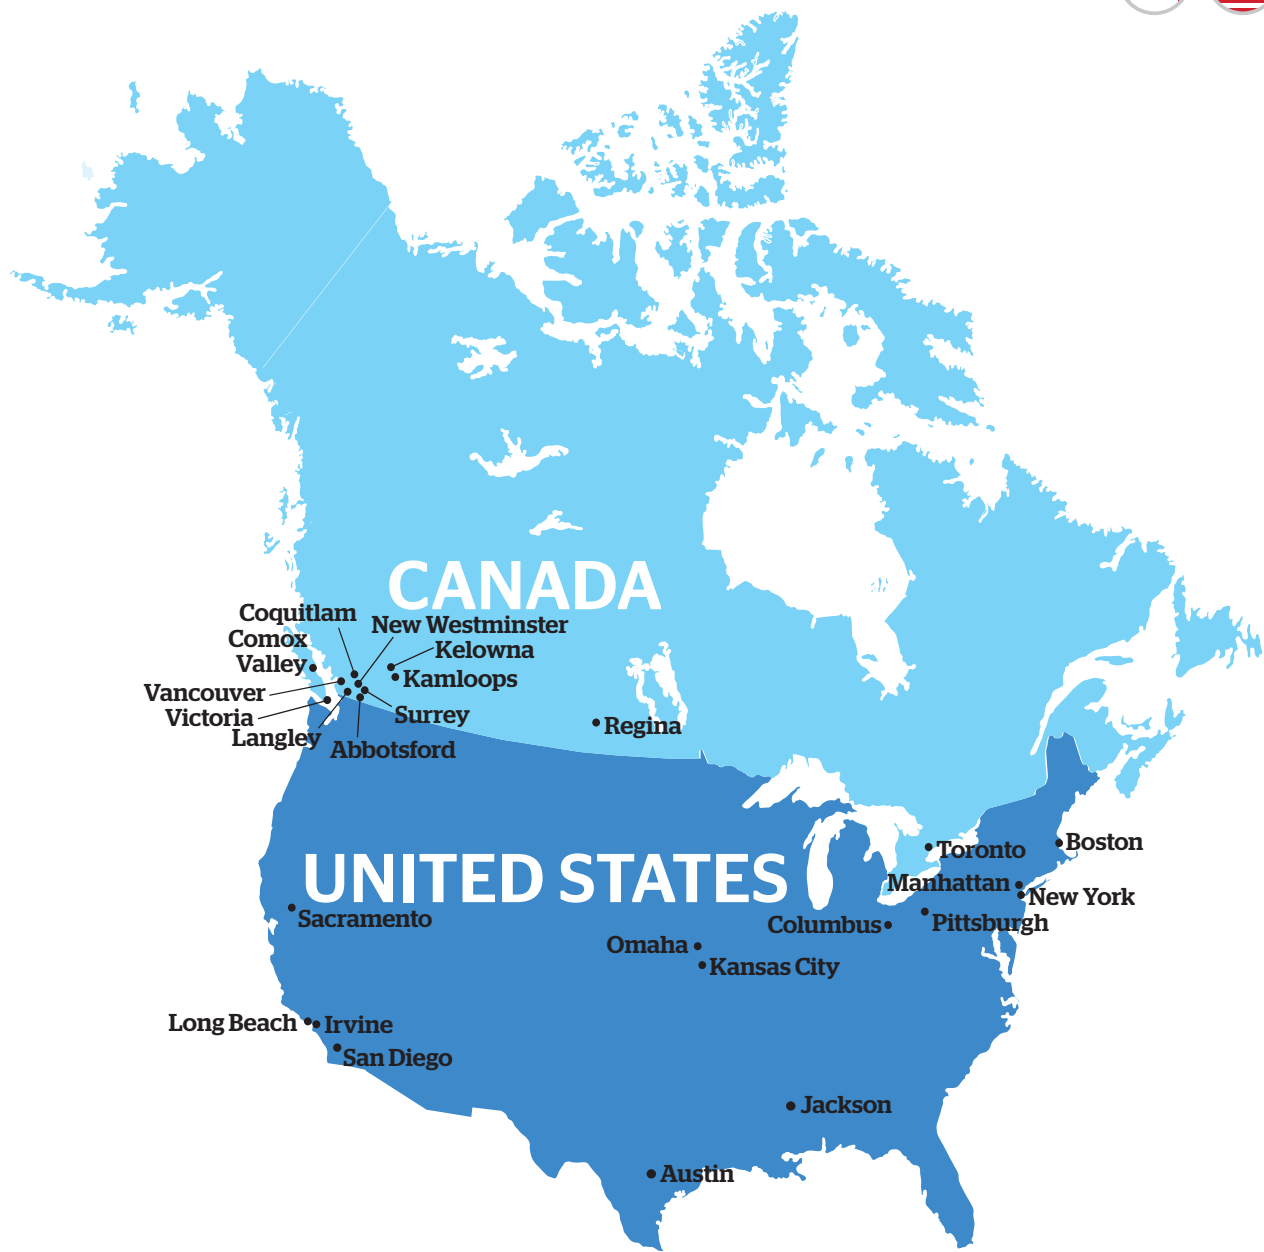 CANADA
Coquitlam
New Westminster
Comox
Valley
Kelowna
Kamloops
Vancouver
Victoria
Surrey
Langley
Abbotsford
Regina
UNITED STATES
Toronto
Boston
Manhattan
New York
Sacramento
Columbus
Pittsburgh
Omaha
Kansas City
Long Beach
Irvine
San Diego
Jackson
Austin